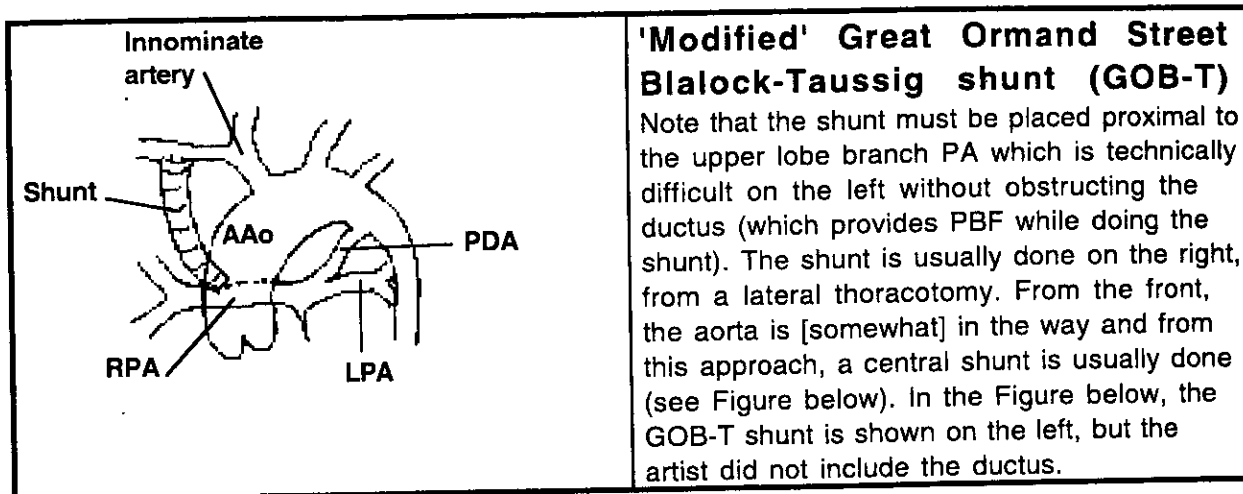 Innominate
artery
Shunt
AAo
PDA
RPA
LPA
'Modified' Great Ormand Street
Blalock-Taussig shunt (GOB-T)
Note that the shunt must be placed proximal to
the upper lobe branch PA which is technically
difficult on the left without obstructing the
ductus (which provides PBF while doing the
shunt). The shunt is usually done on the right,
from a lateral thoracotomy. From the front,
the aorta is [somewhat] in the way and from
this approach, a central shunt is usually done
(see Figure below). In the Figure below, the
GOB-T shunt is shown on the left, but the
artist did not include the ductus.